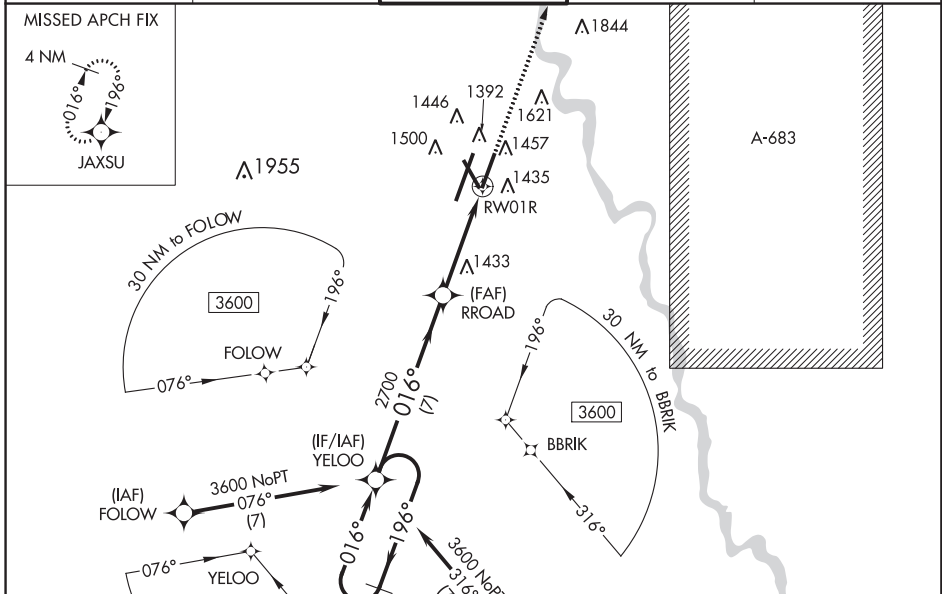 MISSED APCH FIX
4 NM
016°
196°
JAXSU
1844
1392
1446
1621
1500
1457
1955
1435
RW01R
A-683
30 NM to FOLOW
3600
196°
FOLOW
076°
1433
(FAF)
RROAD
2700
016°
(7)
196°
30 NM to BBRIK
3600
BBRIK
316°
(IF/IAF)
YELOO
(IAF)
FOLOW
3600 NoPT
076°
(7)
016°
196°
3600 NoPT
316°
076°
YELOO